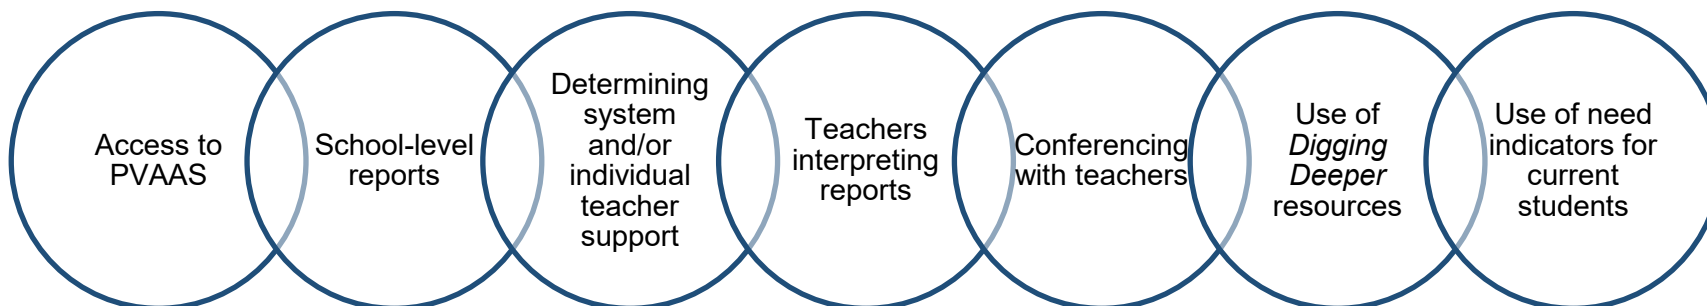 Access to
PVAAS
School-level
reports
Determining
system
and/or
individual
teacher
support
Teachers
interpreting
reports
Conferencing
with teachers
Use of
Digging
Deeper
resources
Use of need
indicators for
current
students